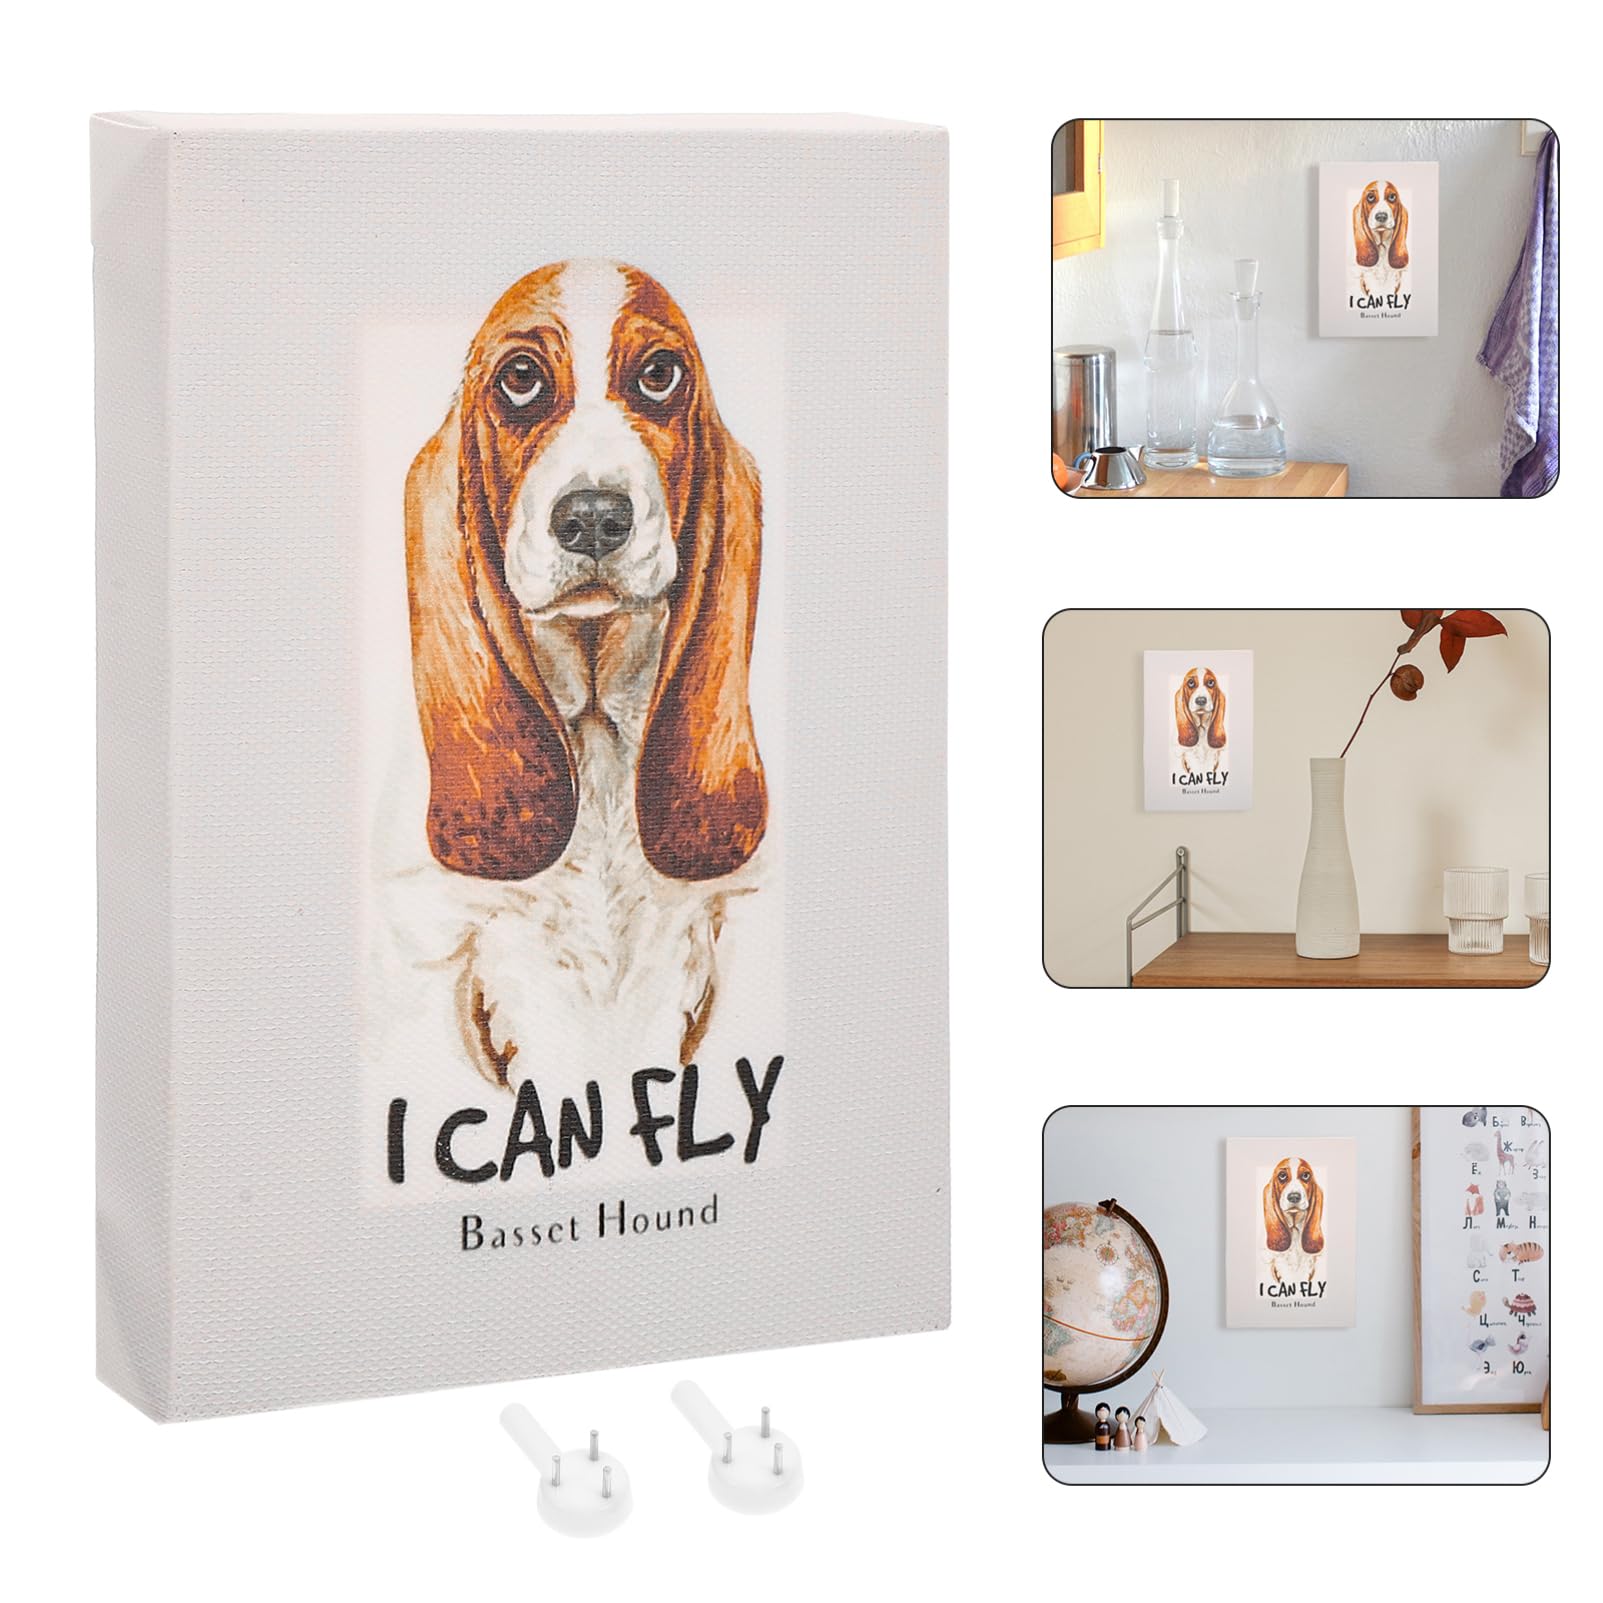 I CAN FLY
Basset Hound
I CAN FLY
Basset Hound
I CAN FLY
Basset Hound
I CAN FLY
Basset Hound
Б В
Ё Ж З
Л М Н
С Т
Ц Ч
Э Ю